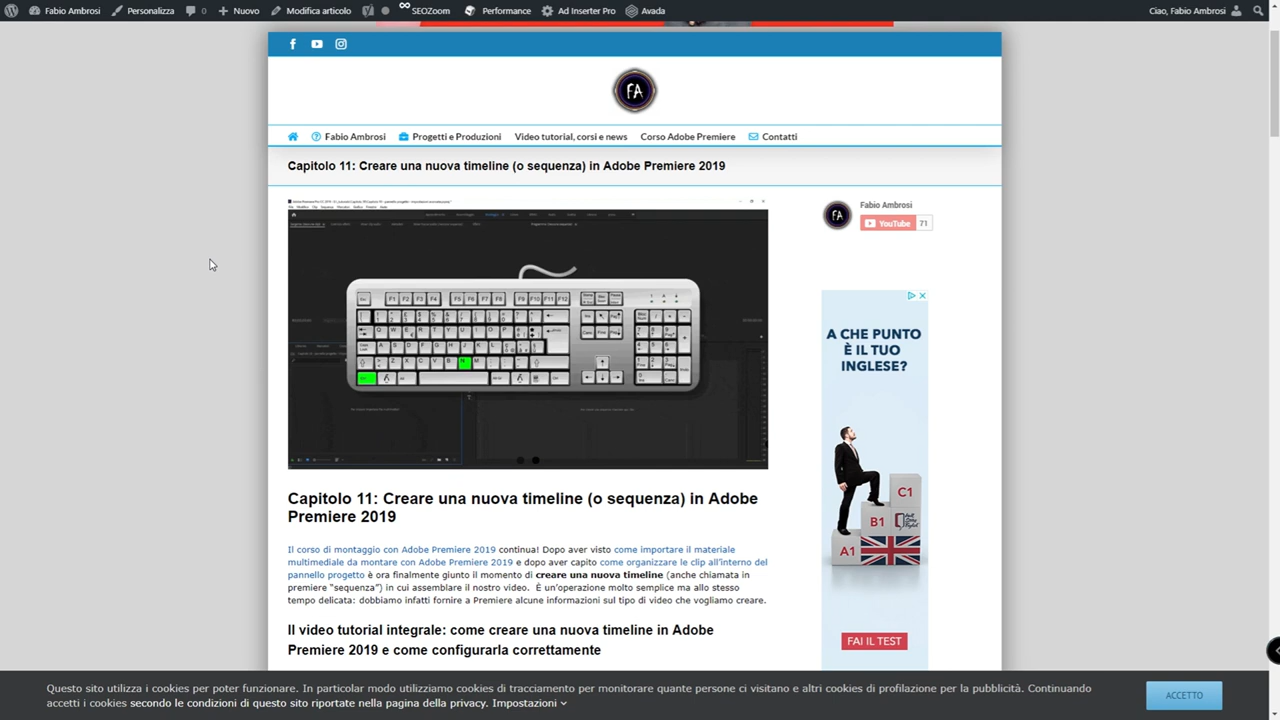 Fabio Ambrosi
Personalizza
0
Nuovo
Modifica articolo
SEOZoom
Performance
Ad Inserter Pro
Avada
Ciao, Fabio Ambrosi
FA
Fabio Ambrosi
Progetti e Produzioni
Video tutorial, corsi e news
Corso Adobe Premiere
Contatti
Capitolo 11: Creare una nuova timeline (o sequenza) in Adobe Premiere 2019
FA
Fabio Ambrosi
YouTube 71
A CHE PUNTO
È IL TUO
INGLESE?
C1
B1
A1
FAI IL TEST
Capitolo 11: Creare una nuova timeline (o sequenza) in Adobe
Premiere 2019
Il corso di montaggio con Adobe Premiere 2019 continua! Dopo aver visto come importare il materiale
multimediale da montare con Adobe Premiere 2019 e dopo aver capito come organizzare le clip all'interno del
pannello progetto è ora finalmente giunto il momento di creare una nuova timeline (anche chiamata in
premiere "sequenza") in cui assemblare il nostro video. È un'operazione molto semplice ma allo stesso
tempo delicata: dobbiamo infatti fornire a Premiere alcune informazioni sul tipo di video che vogliamo creare.
Il video tutorial integrale: come creare una nuova timeline in Adobe
Premiere 2019 e come configurarla correttamente
Questo sito utilizza i cookies per poter funzionare. In particolar modo utilizziamo cookies di tracciamento per monitorare quante persone ci visitano e altri cookies di profilazione per la pubblicità. Continuando
accetti i cookies secondo le condizioni di questo sito riportate nella pagina della privacy. Impostazioni
ACCETTO